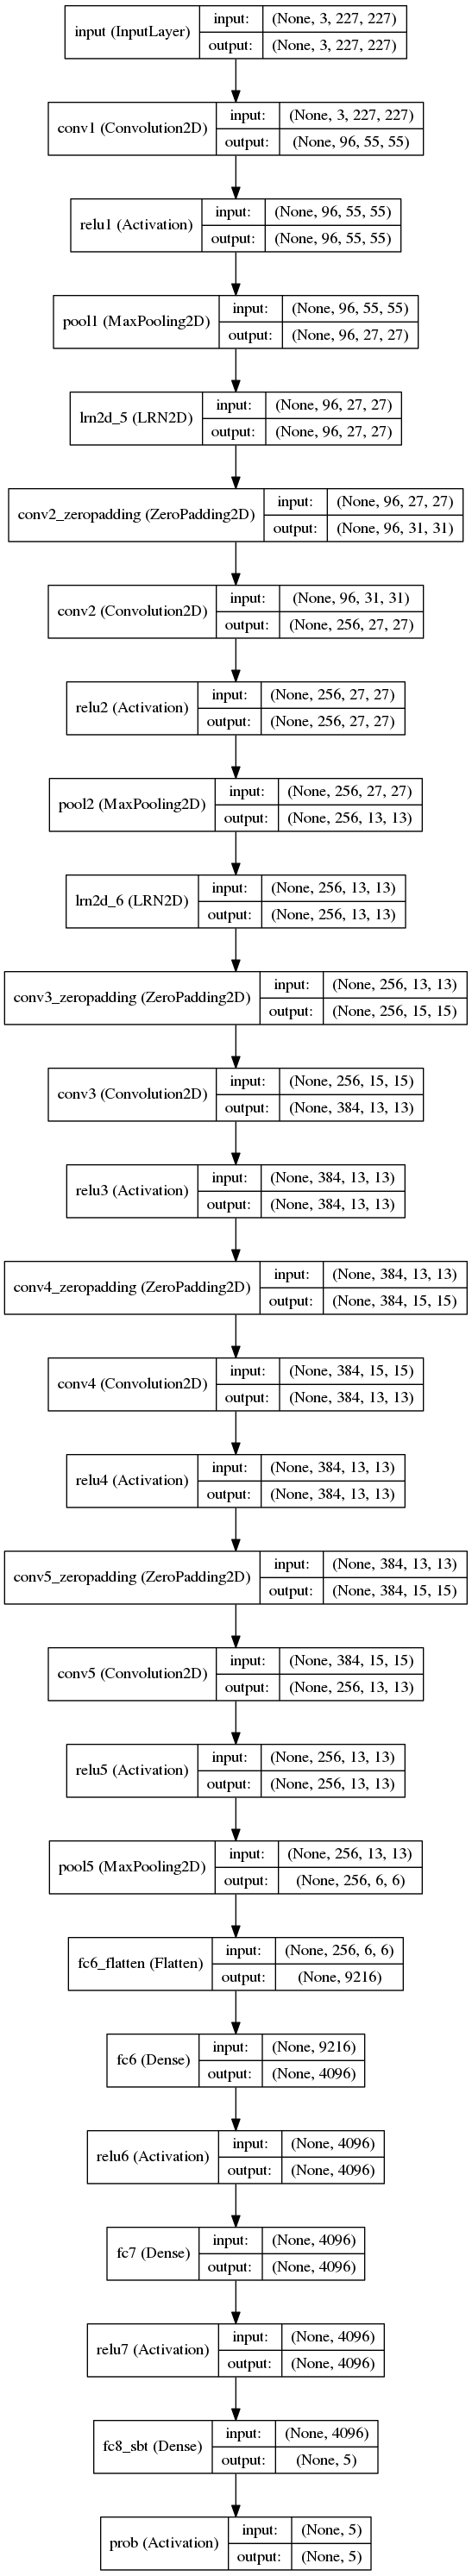 input (InputLayer) input: (None, 3, 227, 227)
output: (None, 3, 227, 227)
conv1 (Convolution2D) input: (None, 3, 227, 227)
output: (None, 96, 55, 55)
relu1 (Activation) input: (None, 96, 55, 55)
output: (None, 96, 55, 55)
pool1 (MaxPooling2D) input: (None, 96, 55, 55)
output: (None, 96, 27, 27)
lrn2d_5 (LRN2D) input: (None, 96, 27, 27)
output: (None, 96, 27, 27)
conv2_zeropadding (ZeroPadding2D) input: (None, 96, 27, 27)
output: (None, 96, 31, 31)
conv2 (Convolution2D) input: (None, 96, 31, 31)
output: (None, 256, 27, 27)
relu2 (Activation) input: (None, 256, 27, 27)
output: (None, 256, 27, 27)
pool2 (MaxPooling2D) input: (None, 256, 27, 27)
output: (None, 256, 13, 13)
lrn2d_6 (LRN2D) input: (None, 256, 13, 13)
output: (None, 256, 13, 13)
conv3_zeropadding (ZeroPadding2D) input: (None, 256, 13, 13)
output: (None, 256, 15, 15)
conv3 (Convolution2D) input: (None, 256, 15, 15)
output: (None, 384, 13, 13)
relu3 (Activation) input: (None, 384, 13, 13)
output: (None, 384, 13, 13)
conv4_zeropadding (ZeroPadding2D) input: (None, 384, 13, 13)
output: (None, 384, 15, 15)
conv4 (Convolution2D) input: (None, 384, 15, 15)
output: (None, 384, 13, 13)
relu4 (Activation) input: (None, 384, 13, 13)
output: (None, 384, 13, 13)
conv5_zeropadding (ZeroPadding2D) input: (None, 384, 13, 13)
output: (None, 384, 15, 15)
conv5 (Convolution2D) input: (None, 384, 15, 15)
output: (None, 256, 13, 13)
relu5 (Activation) input: (None, 256, 13, 13)
output: (None, 256, 13, 13)
pool5 (MaxPooling2D) input: (None, 256, 13, 13)
output: (None, 256, 6, 6)
fc6_flatten (Flatten) input: (None, 256, 6, 6)
output: (None, 9216)
fc6 (Dense) input: (None, 9216)
output: (None, 4096)
relu6 (Activation) input: (None, 4096)
output: (None, 4096)
fc7 (Dense) input: (None, 4096)
output: (None, 4096)
relu7 (Activation) input: (None, 4096)
output: (None, 4096)
fc8_sbt (Dense) input: (None, 4096)
output: (None, 5)
prob (Activation) input: (None, 5)
output: (None, 5)